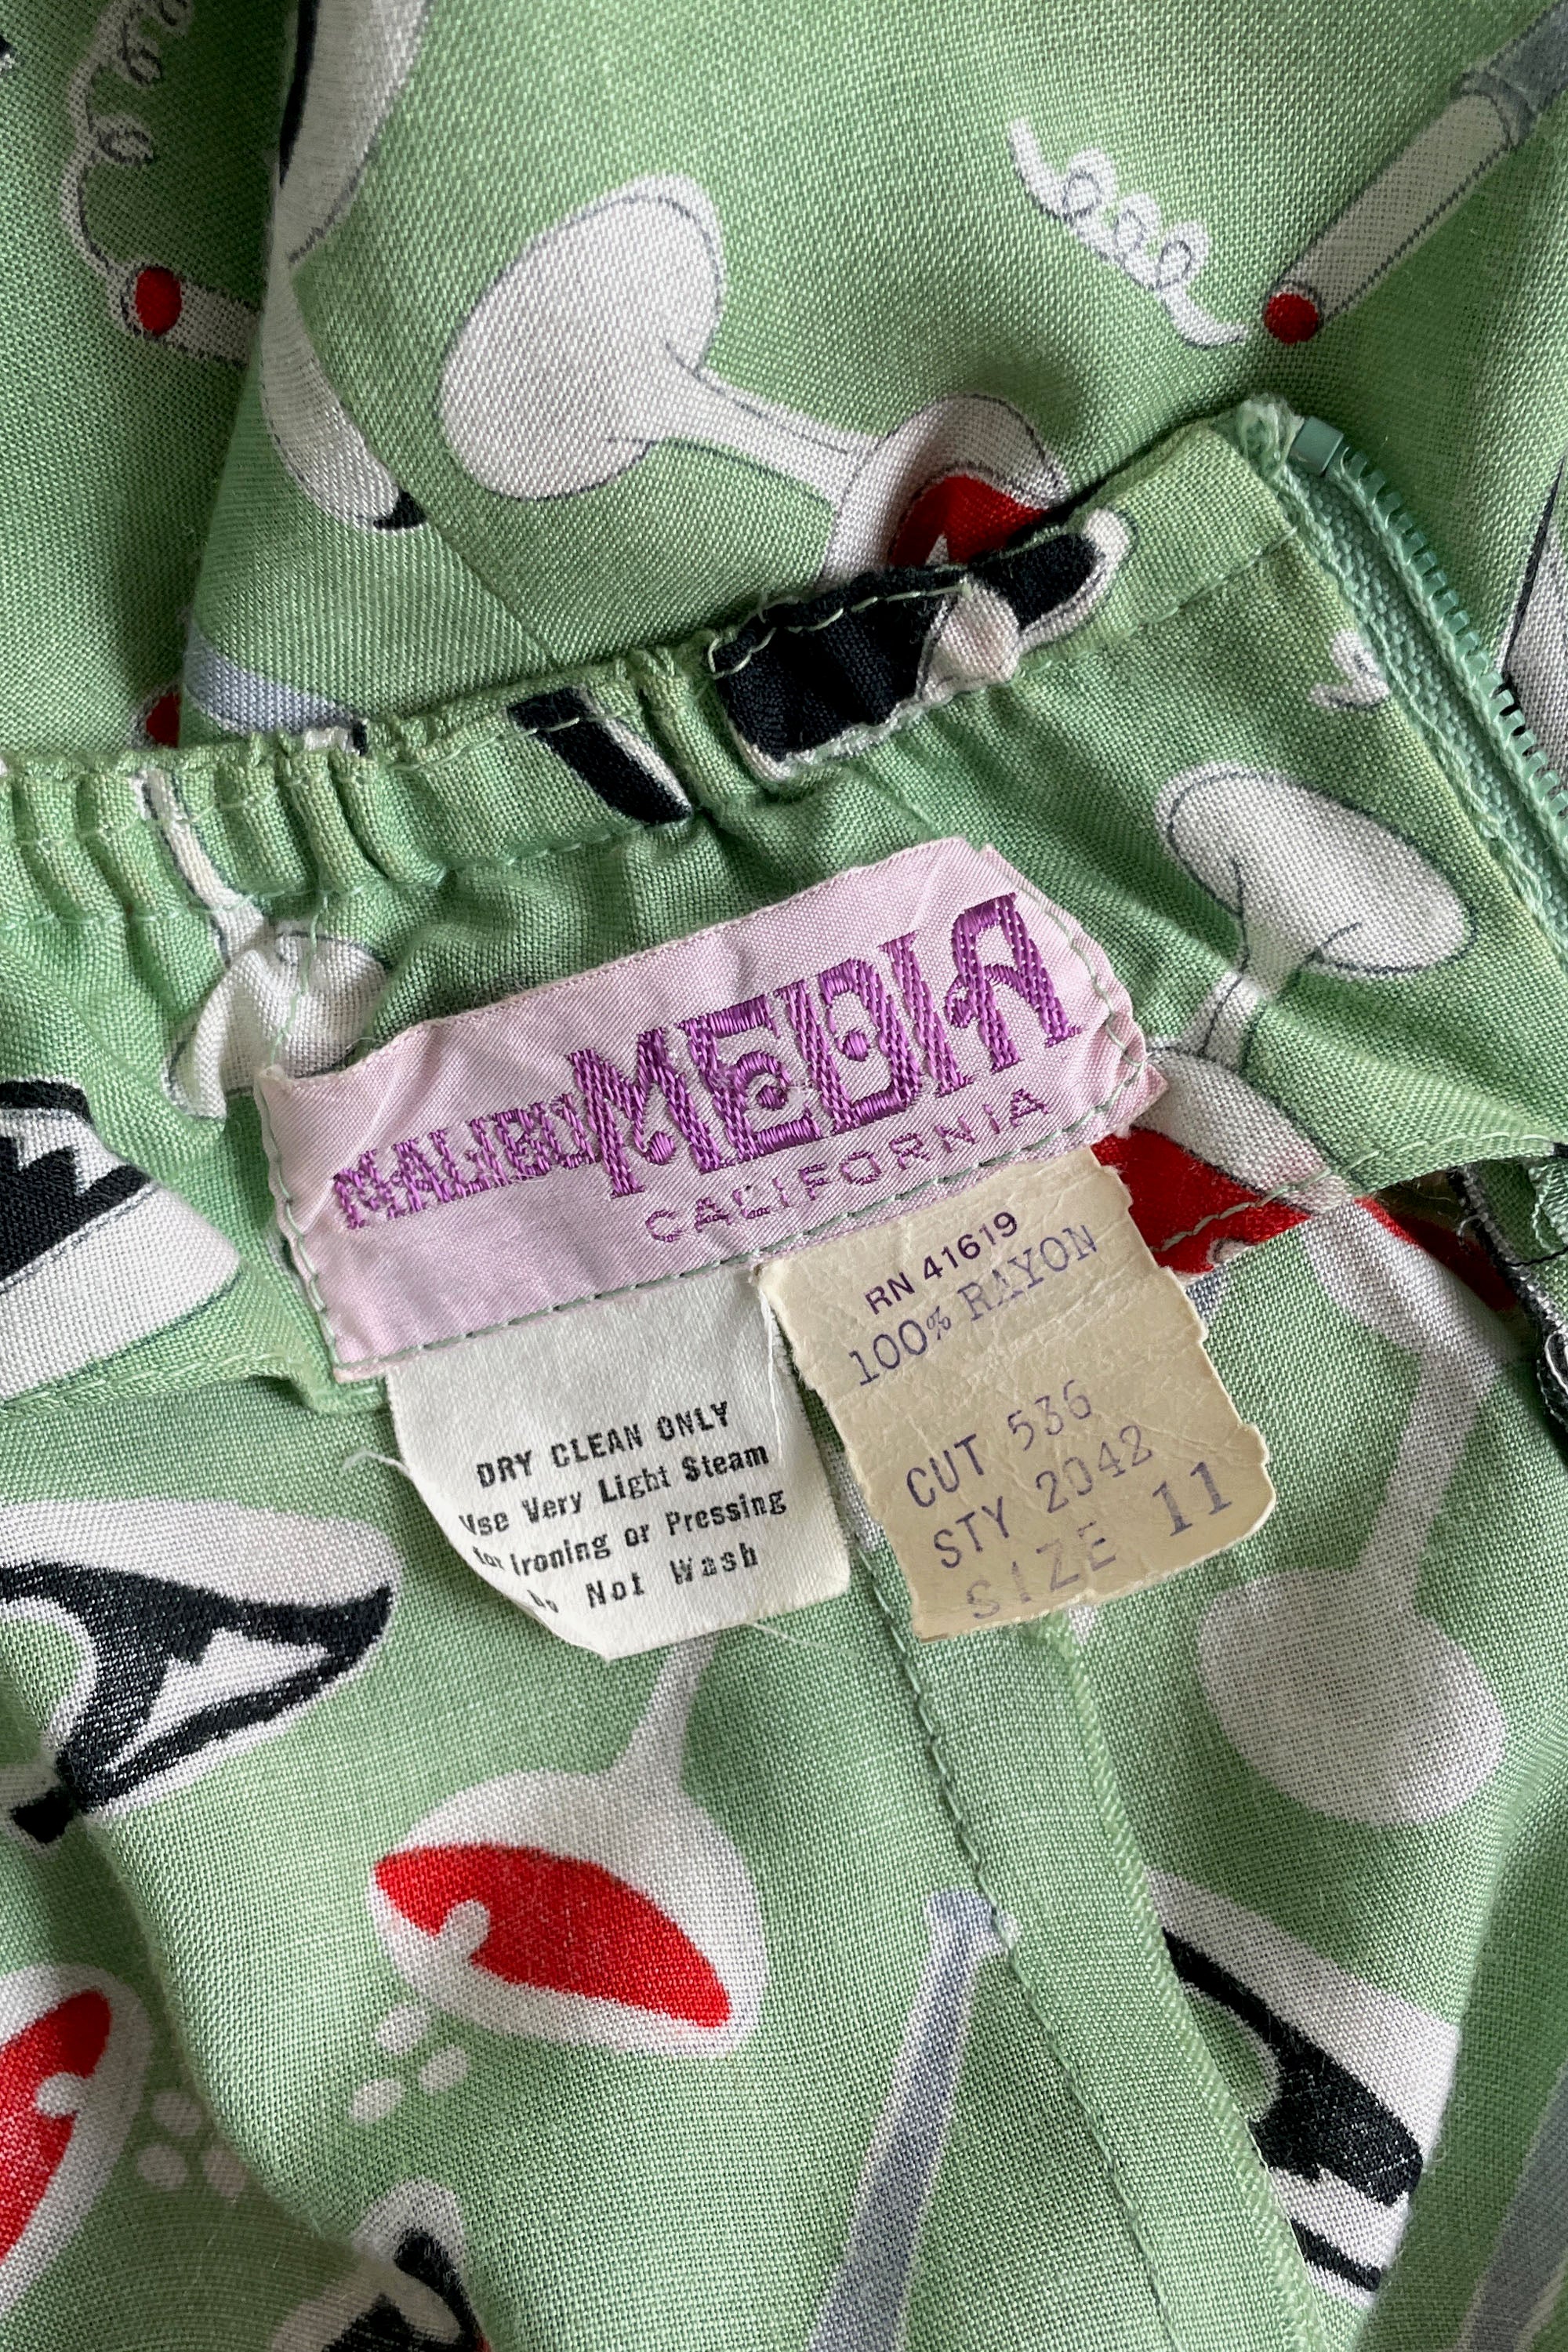 MALIBU MEDIA
CALIFORNIA
RN 41619
100% RAYON
CUT 536
STY 2042
SIZE 11
DRY CLEAN ONLY
Use Very Light Steam
for Ironing or Pressing
Do Not Wash